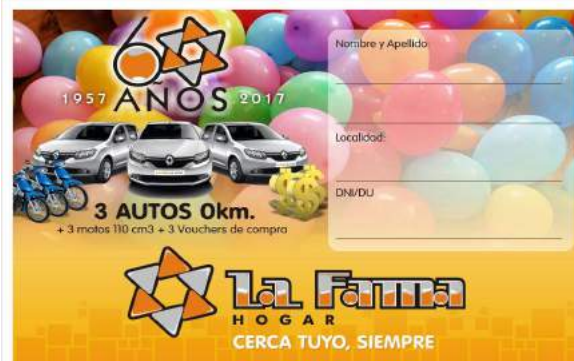 60
1957 AÑOS 2017
3 AUTOS 0km.
+ 3 motos 110 cm3 + 3 Vouchers de compra
Nombre y Apellido
Localidad:
DNI/DU
La Fama
HOGAR
CERCA TUYO, SIEMPRE